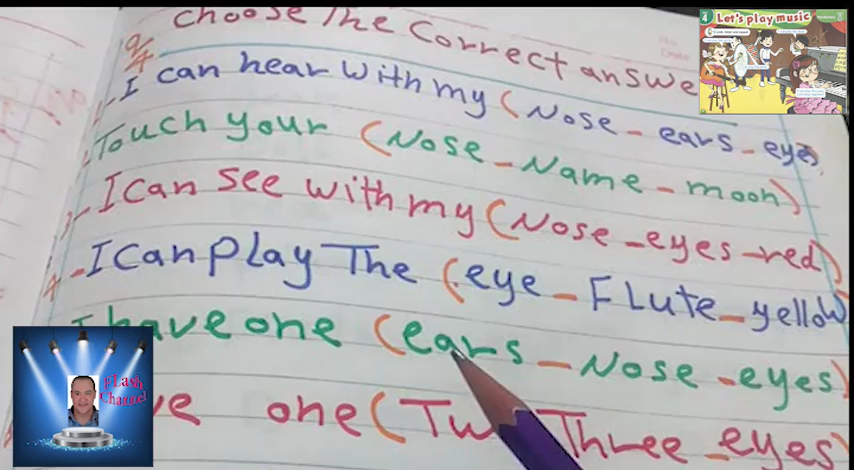 Choose The Correct answe
Q/4
1- I can hear with my (Nose - ears - eyes
2- Touch your (Nose - Name - moon)
3- I Can see with my (Nose - eyes - red)
4- I Can play The (eye - Flute - yellow
I have one (ears - Nose - eyes)
ve one (Tw Three - eyes)
4 Let's play music
FLash
Channel